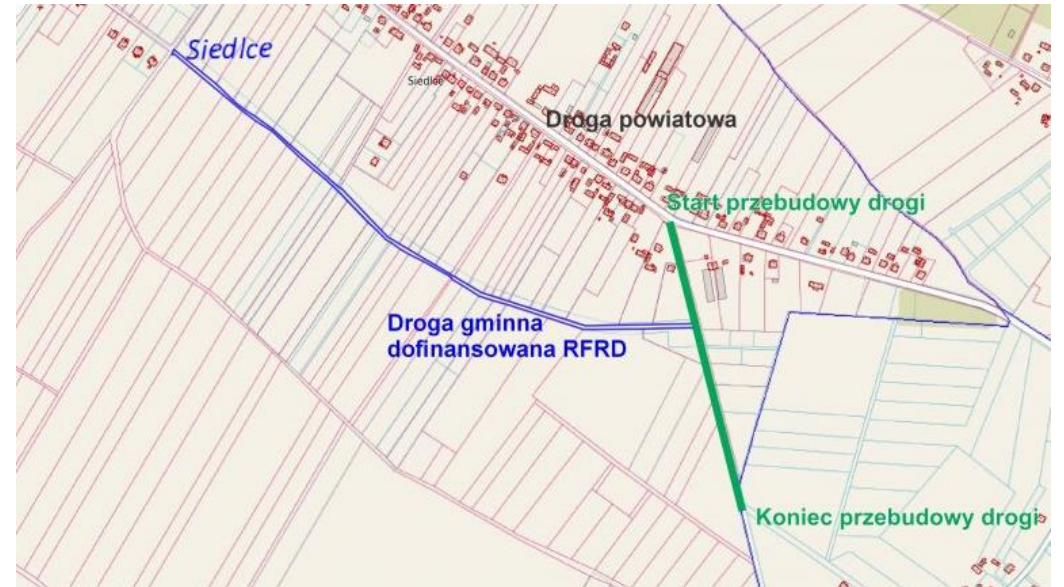 Siedlce
Siedlce
Droga powiatowa
Start przebudowy drogi
Droga gminna
dofinansowana RFRD
Koniec przebudowy drogi